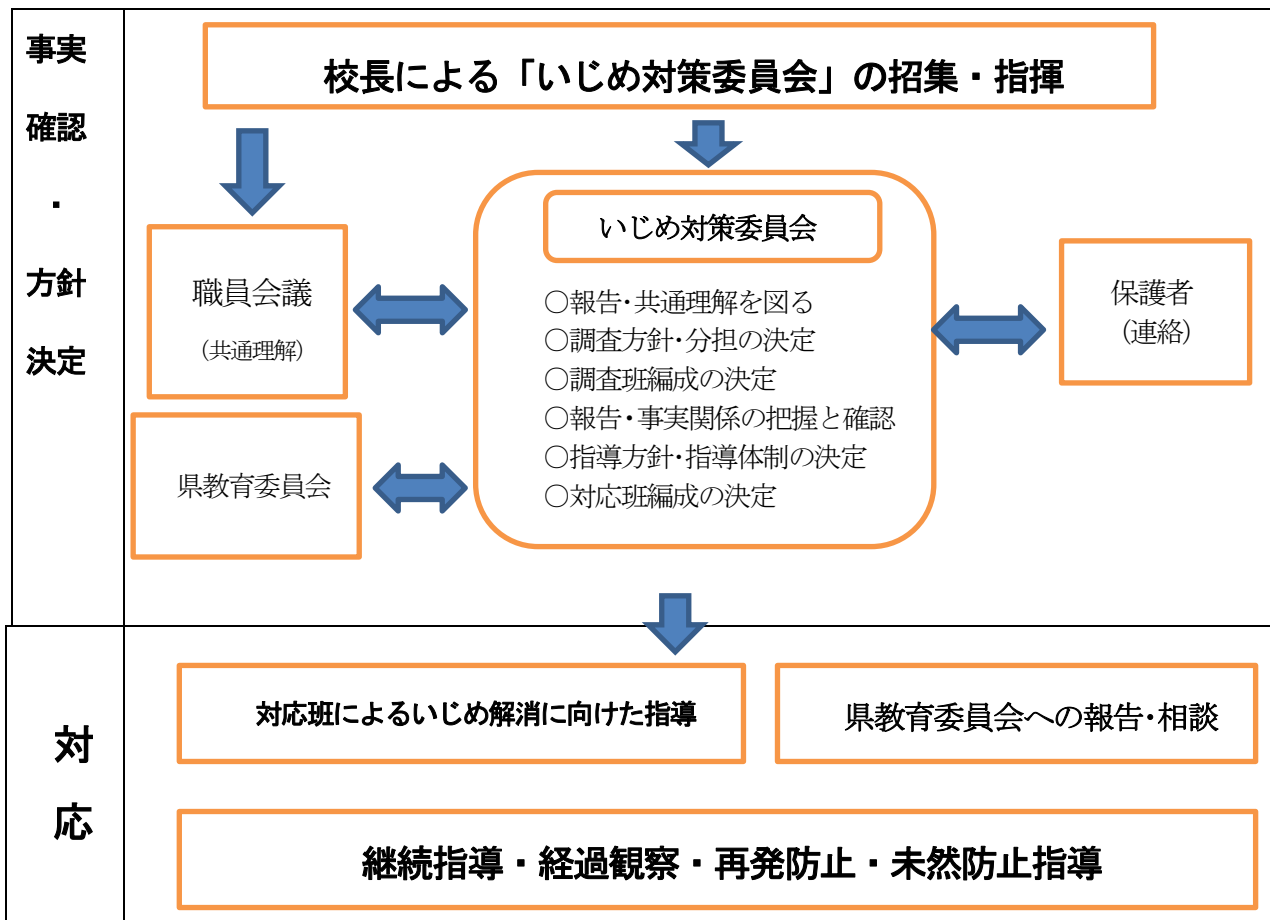 事実
確認
・
方針
決定
校長による「いじめ対策委員会」の招集・指揮
いじめ対策委員会
○報告・共通理解を図る
○調査方針・分担の決定
○調査班編成の決定
○報告・事実関係の把握と確認
○指導方針・指導体制の決定
○対応班編成の決定
職員会議
（共通理解）
県教育委員会
保護者
（連絡）
対
応
対応班によるいじめ解消に向けた指導
県教育委員会への報告・相談
継続指導・経過観察・再発防止・未然防止指導